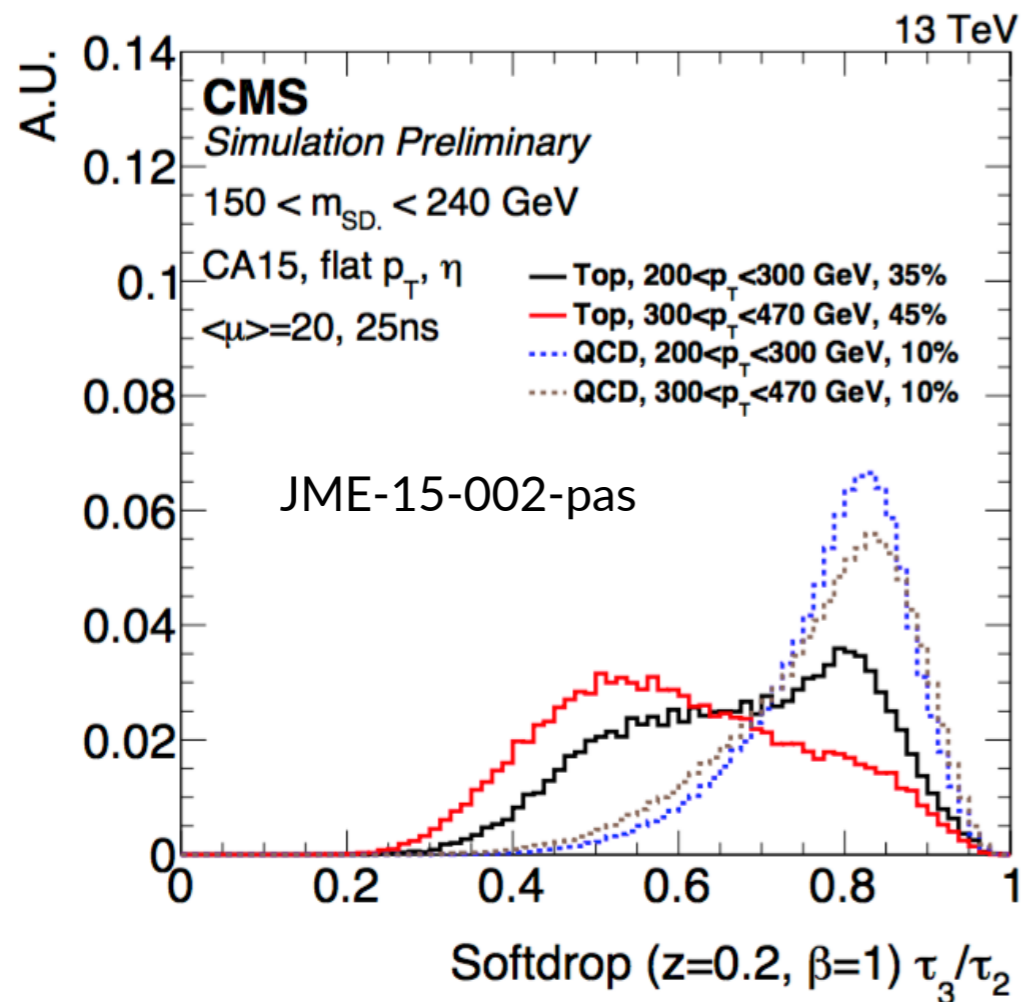 13 TeV
A.U.
0.14
0.12
0.1
0.08
0.06
0.04
0.02
0
CMS
Simulation Preliminary
150 < m_SD. < 240 GeV
CA15, flat p_T, η
<μ>=20, 25ns
Top, 200<p_T<300 GeV, 35%
Top, 300<p_T<470 GeV, 45%
QCD, 200<p_T<300 GeV, 10%
QCD, 300<p_T<470 GeV, 10%
JME-15-002-pas
0 0.2 0.4 0.6 0.8 1
Softdrop (z=0.2, β=1) τ_3/τ_2